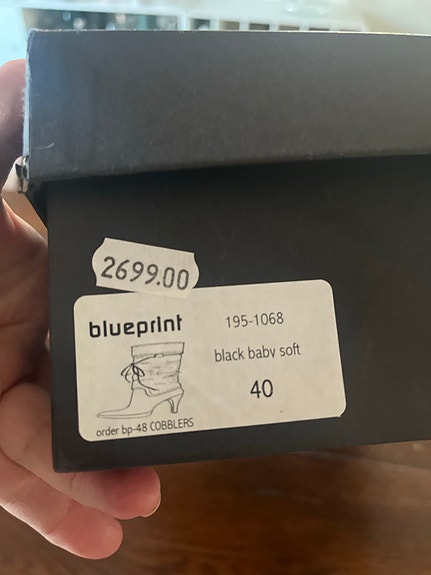 2699.00
blueprint
195-1068
black baby soft
40
order bp-48 COBBLERS